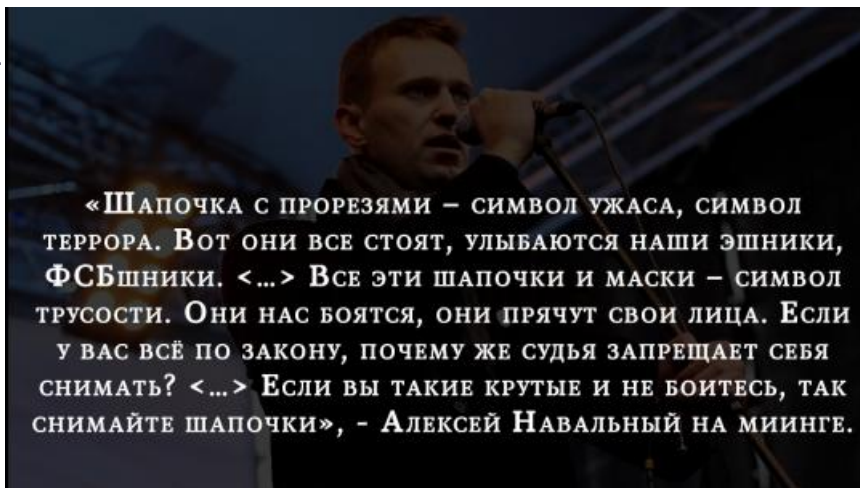 «Шапочка с прорезями – символ ужаса, символ
террора. Вот они все стоят, улыбаются наши эшники,
ФСБшники. <...> Все эти шапочки и маски – символ
трусости. Они нас боятся, они прячут свои лица. Если
у вас всё по закону, почему же судья запрещает себя
снимать? <...> Если вы такие крутые и не боитесь, так
снимайте шапочки», - Алексей Навальный на миинге.